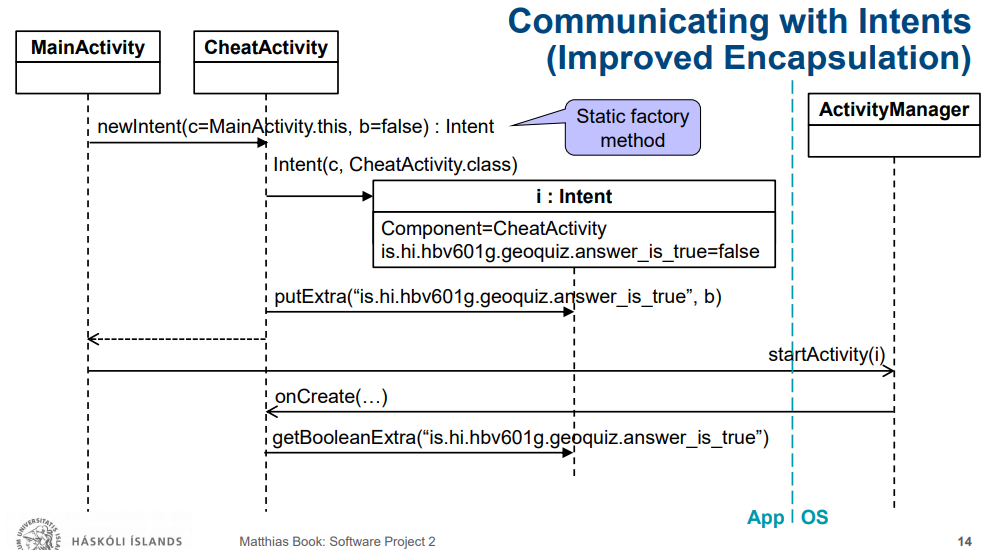 Communicating with Intents
(Improved Encapsulation)
MainActivity
CheatActivity
ActivityManager
newIntent(c=MainActivity.this, b=false) : Intent
Static factory
method
Intent(c, CheatActivity.class)
i : Intent
Component=CheatActivity
is.hi.hbv601g.geoquiz.answer_is_true=false
putExtra(“is.hi.hbv601g.geoquiz.answer_is_true”, b)
startActivity(i)
onCreate(…)
getBooleanExtra(“is.hi.hbv601g.geoquiz.answer_is_true”)
App
OS
HÁSKÓLI ÍSLANDS
Matthias Book: Software Project 2
14